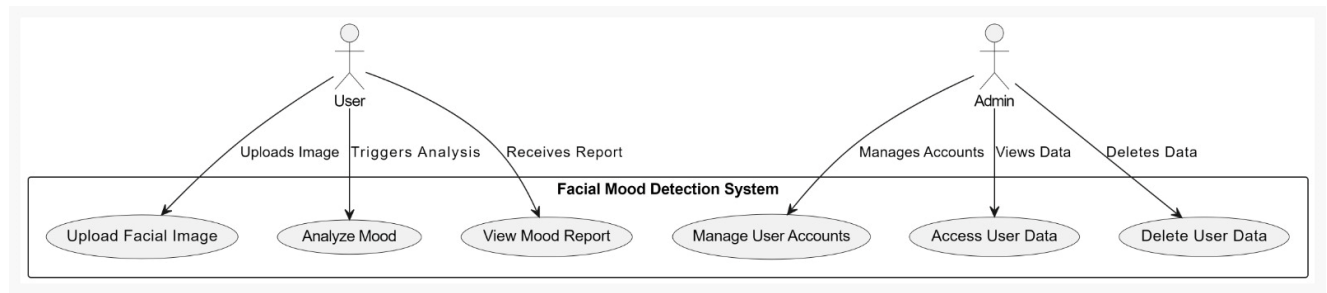 User
Admin
Uploads Image
Triggers Analysis
Receives Report
Manages Accounts
Views Data
Deletes Data
Facial Mood Detection System
Upload Facial Image
Analyze Mood
View Mood Report
Manage User Accounts
Access User Data
Delete User Data